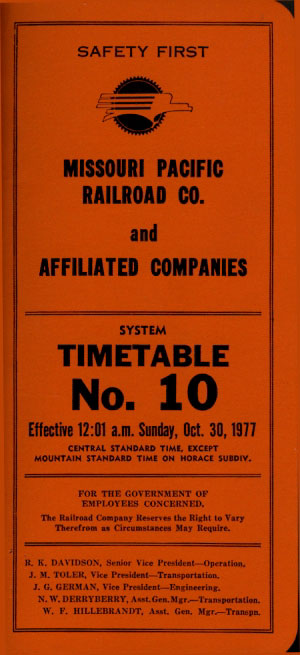 SAFETY FIRST
MISSOURI PACIFIC
RAILROAD CO.
and
AFFILIATED COMPANIES
SYSTEM
TIMETABLE
No. 10
Effective 12:01 a.m. Sunday, Oct. 30, 1977
CENTRAL STANDARD TIME, EXCEPT
MOUNTAIN STANDARD TIME ON HORACE SUBDIV.
FOR THE GOVERNMENT OF
EMPLOYEES CONCERNED.
The Railroad Company Reserves the Right to Vary
Therefrom as Circumstances May Require.
R. K. DAVIDSON, Senior Vice President—Operation.
J. M. TOLER, Vice President—Transportation.
J. G. GERMAN, Vice President—Engineering.
N. W. DERRYBERRY, Asst. Gen. Mgr.—Transportation.
W. F. HILLEBRANDT, Asst. Gen. Mgr.—Transpn.